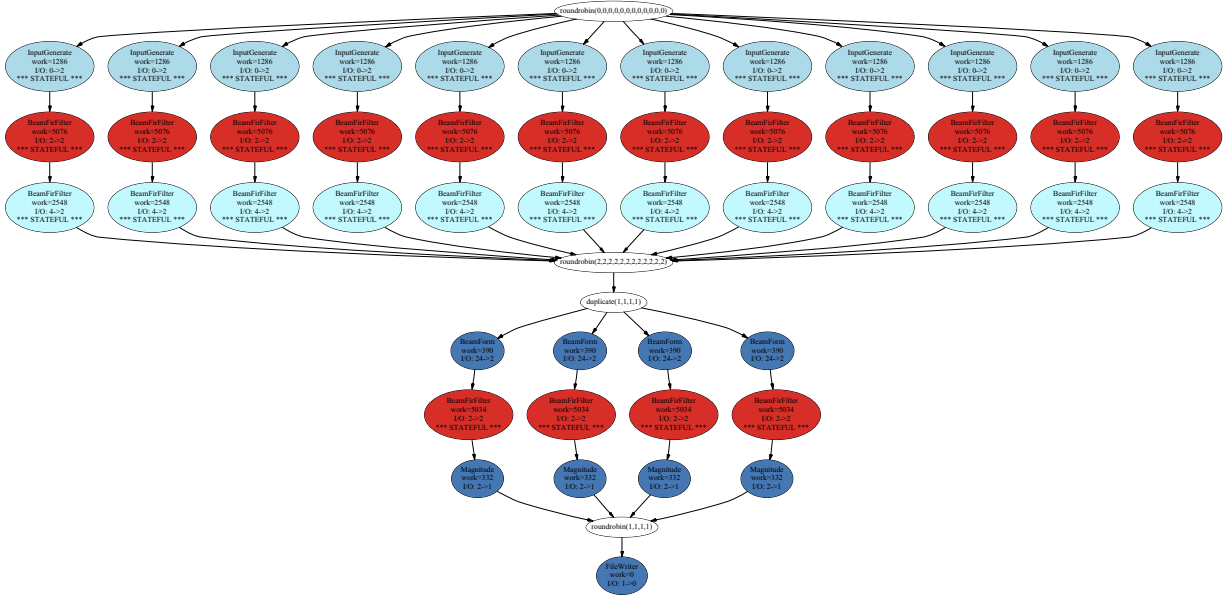 roundrobin(0,0,0,0,0,0,0,0,0,0,0,0)
InputGenerate InputGenerate InputGenerate InputGenerate InputGenerate InputGenerate InputGenerate InputGenerate InputGenerate InputGenerate InputGenerate InputGenerate
work=1286 work=1286 work=1286 work=1286 work=1286 work=1286 work=1286 work=1286 work=1286 work=1286 work=1286 work=1286
I/O: 0->2 I/O: 0->2 I/O: 0->2 I/O: 0->2 I/O: 0->2 I/O: 0->2 I/O: 0->2 I/O: 0->2 I/O: 0->2 I/O: 0->2 I/O: 0->2 I/O: 0->2
*** STATEFUL *** *** STATEFUL *** *** STATEFUL *** *** STATEFUL *** *** STATEFUL *** *** STATEFUL *** *** STATEFUL *** *** STATEFUL *** *** STATEFUL *** *** STATEFUL *** *** STATEFUL *** *** STATEFUL ***
BeamFirFilter BeamFirFilter BeamFirFilter BeamFirFilter BeamFirFilter BeamFirFilter BeamFirFilter BeamFirFilter BeamFirFilter BeamFirFilter BeamFirFilter BeamFirFilter
work=5076 work=5076 work=5076 work=5076 work=5076 work=5076 work=5076 work=5076 work=5076 work=5076 work=5076 work=5076
I/O: 2->2 I/O: 2->2 I/O: 2->2 I/O: 2->2 I/O: 2->2 I/O: 2->2 I/O: 2->2 I/O: 2->2 I/O: 2->2 I/O: 2->2 I/O: 2->2 I/O: 2->2
*** STATEFUL *** *** STATEFUL *** *** STATEFUL *** *** STATEFUL *** *** STATEFUL *** *** STATEFUL *** *** STATEFUL *** *** STATEFUL *** *** STATEFUL *** *** STATEFUL *** *** STATEFUL *** *** STATEFUL ***
BeamFirFilter BeamFirFilter BeamFirFilter BeamFirFilter BeamFirFilter BeamFirFilter BeamFirFilter BeamFirFilter BeamFirFilter BeamFirFilter BeamFirFilter BeamFirFilter
work=2548 work=2548 work=2548 work=2548 work=2548 work=2548 work=2548 work=2548 work=2548 work=2548 work=2548 work=2548
I/O: 4->2 I/O: 4->2 I/O: 4->2 I/O: 4->2 I/O: 4->2 I/O: 4->2 I/O: 4->2 I/O: 4->2 I/O: 4->2 I/O: 4->2 I/O: 4->2 I/O: 4->2
*** STATEFUL *** *** STATEFUL *** *** STATEFUL *** *** STATEFUL *** *** STATEFUL *** *** STATEFUL *** *** STATEFUL *** *** STATEFUL *** *** STATEFUL *** *** STATEFUL *** *** STATEFUL *** *** STATEFUL ***
roundrobin(2,2,2,2,2,2,2,2,2,2,2,2)
duplicate(1,1,1,1)
BeamForm BeamForm BeamForm BeamForm
work=390 work=390 work=390 work=390
I/O: 24->2 I/O: 24->2 I/O: 24->2 I/O: 24->2
BeamFirFilter BeamFirFilter BeamFirFilter BeamFirFilter
work=5034 work=5034 work=5034 work=5034
I/O: 2->2 I/O: 2->2 I/O: 2->2 I/O: 2->2
*** STATEFUL *** *** STATEFUL *** *** STATEFUL *** *** STATEFUL ***
Magnitude Magnitude Magnitude Magnitude
work=332 work=332 work=332 work=332
I/O: 2->1 I/O: 2->1 I/O: 2->1 I/O: 2->1
roundrobin(1,1,1,1)
FileWriter
work=0
I/O: 1->0